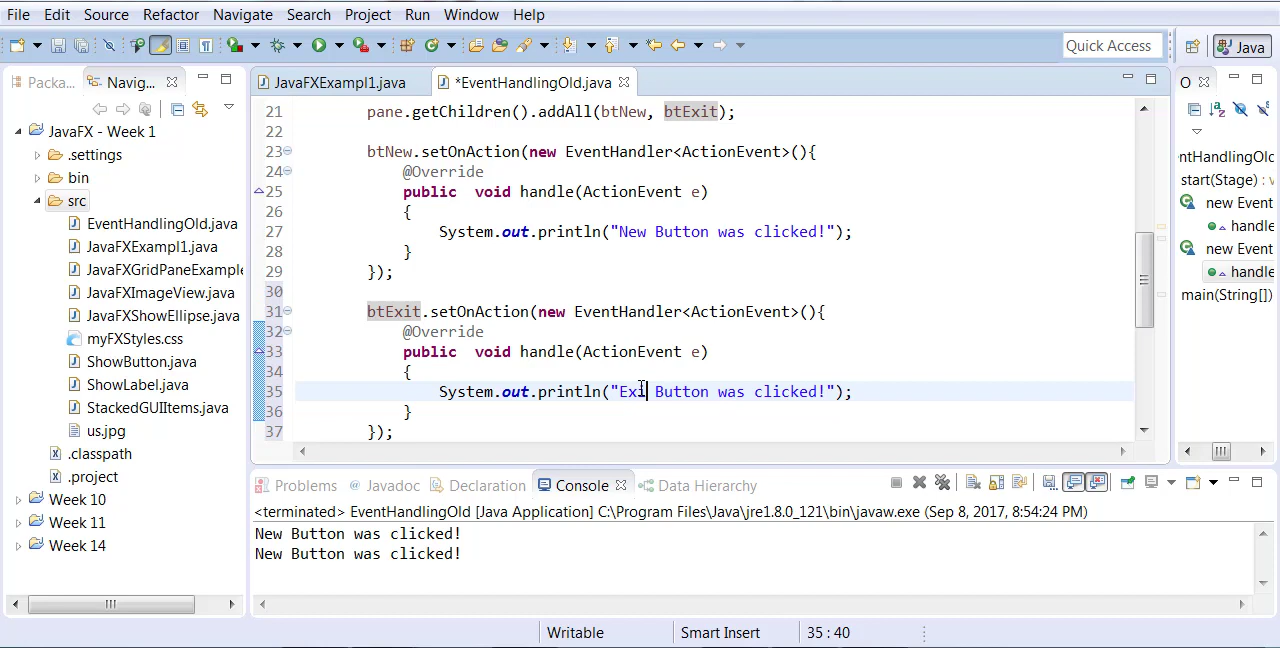 File Edit Source Refactor Navigate Search Project Run Window Help
Quick Access
Java
Packa...
Navig...
JavaFX - Week 1
.settings
bin
src
EventHandlingOld.java
JavaFXExampl1.java
JavaFXGridPaneExample
JavaFXImageView.java
JavaFXShowEllipse.java
myFXStyles.css
ShowButton.java
ShowLabel.java
StackedGUIItems.java
us.jpg
.classpath
.project
Week 10
Week 11
Week 14
JavaFXExampl1.java *EventHandlingOld.java
21 pane.getChildren().addAll(btNew, btExit);
22
23 btNew.setOnAction(new EventHandler<ActionEvent>(){
24 @Override
25 public void handle(ActionEvent e)
26 {
27 System.out.println("New Button was clicked!");
28 }
29 });
30
31 btExit.setOnAction(new EventHandler<ActionEvent>(){
32 @Override
33 public void handle(ActionEvent e)
34 {
35 System.out.println("Exi Button was clicked!");
36 }
37 });
O
ntHandlingOld
start(Stage) : v
new Event
handle
new Event
handle
main(String[])
Problems @ Javadoc Declaration Console Data Hierarchy
<terminated> EventHandlingOld [Java Application] C:\Program Files\Java\jre1.8.0_121\bin\javaw.exe (Sep 8, 2017, 8:54:24 PM)
New Button was clicked!
New Button was clicked!
Writable Smart Insert 35 : 40